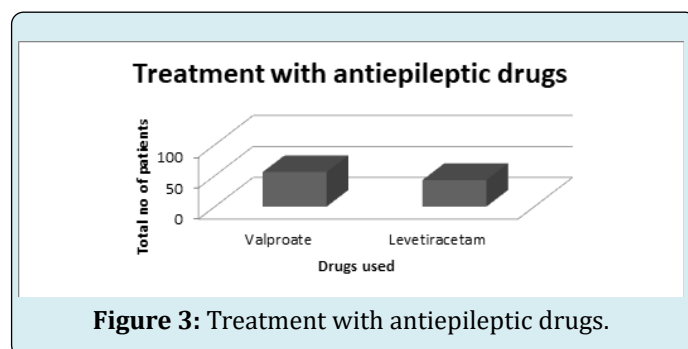 Treatment with antiepileptic drugs
Total no of patients
100
50
0
Valproate Levetiracetam
Drugs used
Figure 3: Treatment with antiepileptic drugs.